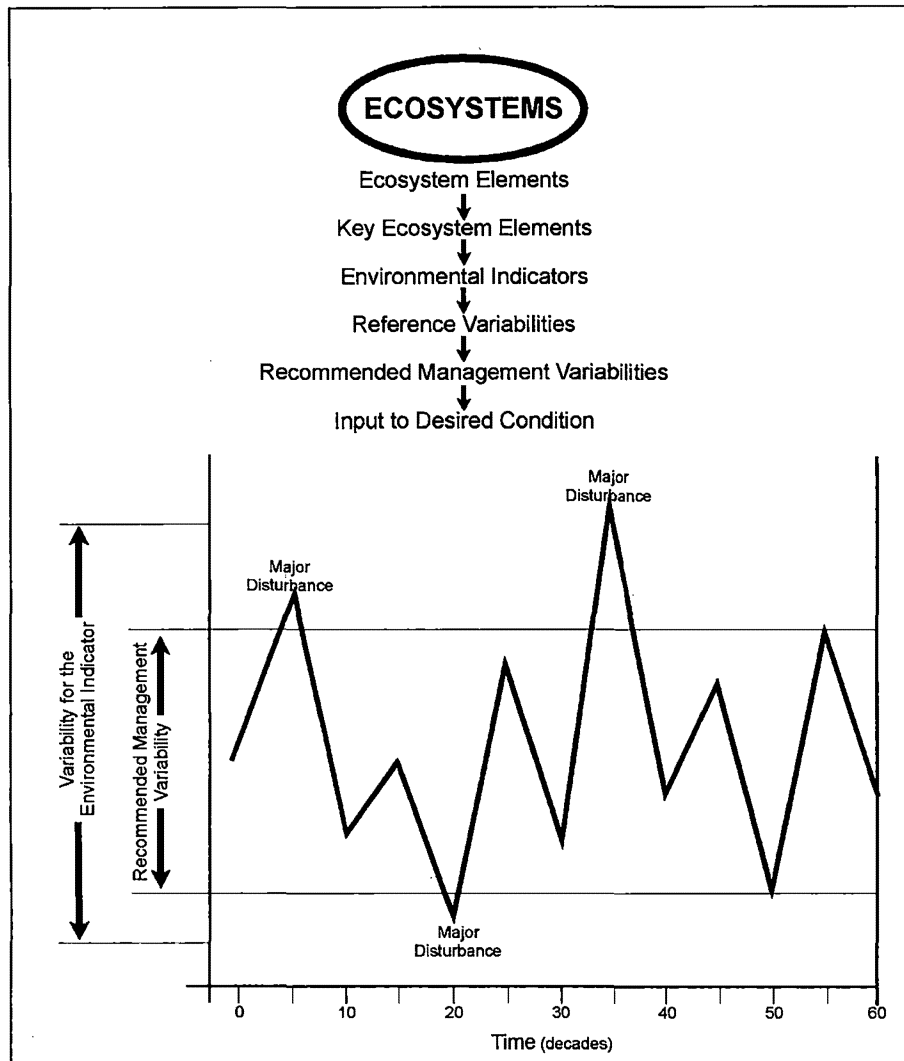 ECOSYSTEMS
Ecosystem Elements
Key Ecosystem Elements
Environmental Indicators
Reference Variabilities
Recommended Management Variabilities
Input to Desired Condition
Major
Disturbance
Major
Disturbance
Variability for the
Environmental Indicator
Recommended Management
Variability
Major
Disturbance
0 10 20 30 40 50 60
Time (decades)